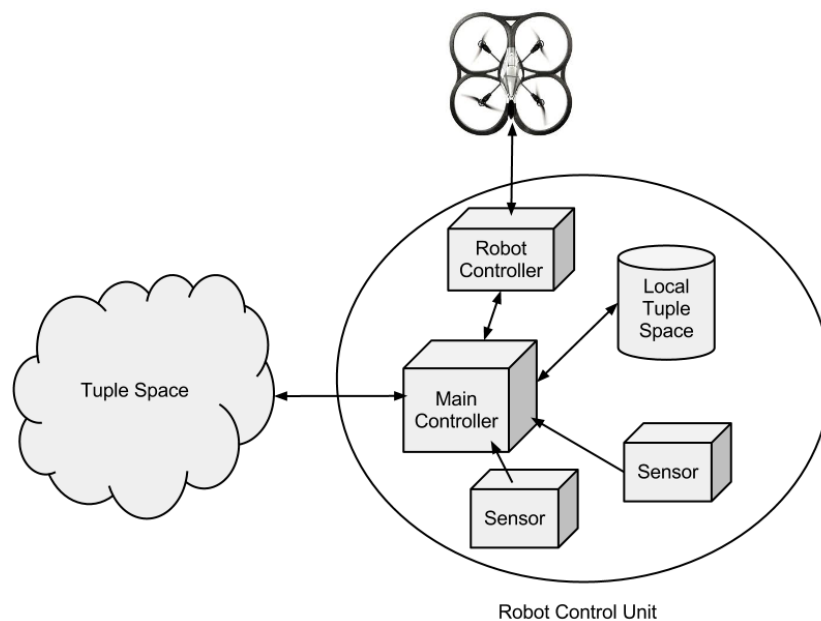 Robot
Controller
Local
Tuple
Space
Tuple Space
Main
Controller
Sensor
Sensor
Robot Control Unit